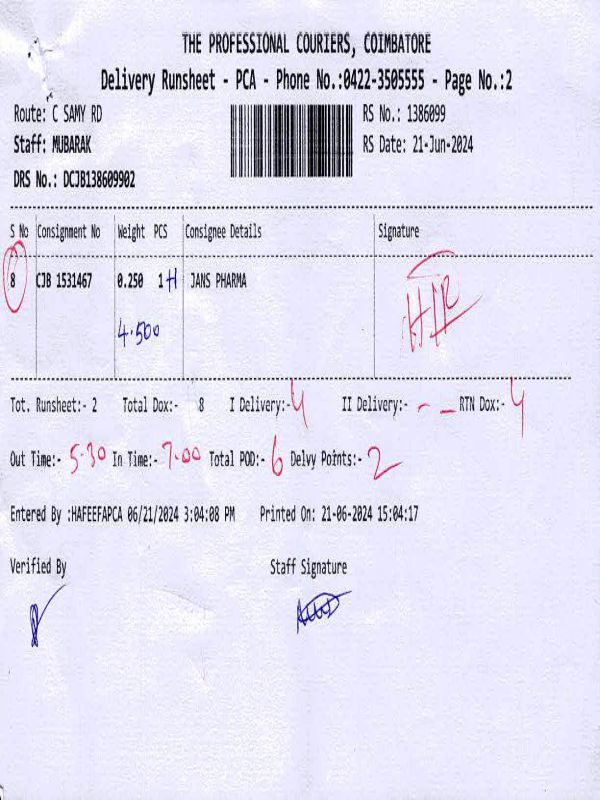 THE PROFESSIONAL COURIERS, COIMBATORE
Delivery Runsheet - PCA - Phone No.:0422-3505555 - Page No.:2
Route: C SAMY RD RS No.: 1386099
Staff: MUBARAK RS Date: 21-Jun-2024
DRS No.: DCJB138609902
S No Consignment No Weight PCS Consignee Details Signature
8 CJB 1531467 0.250 1 H JANS PHARMA
4.500
Tot. Runsheet:- 2 Total Dox:- 8 I Delivery:- 4 II Delivery:- - - RTN Dox:- 4
Out Time:- 5.30 In Time:- 7.00 Total POD:- 6 Delvy Points:- 2
Entered By :HAFEEFAPCA 06/21/2024 3:04:08 PM Printed On: 21-06-2024 15:04:17
Verified By Staff Signature